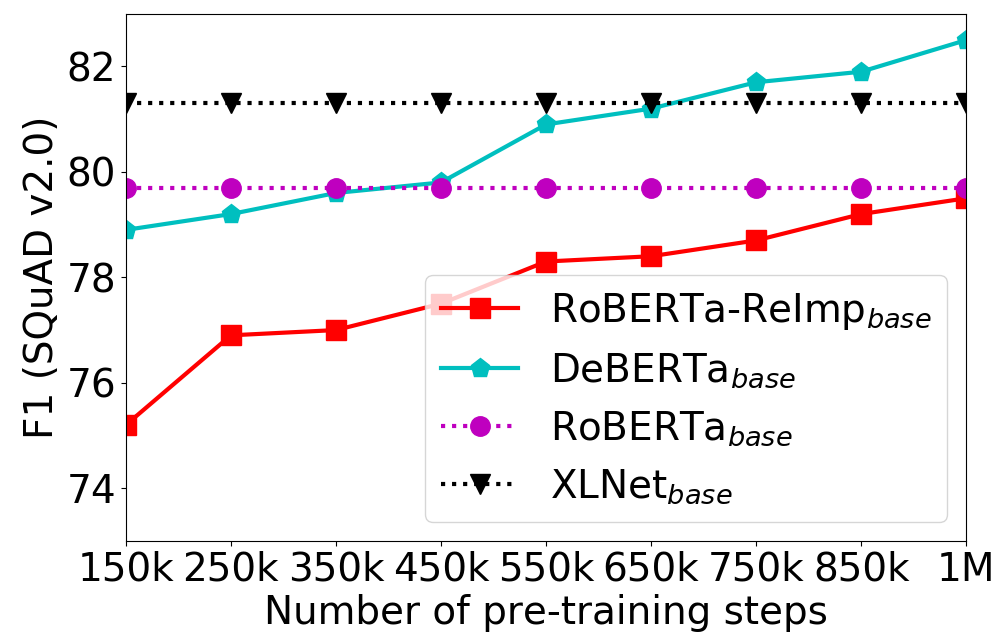 F1 (SQuAD v2.0)
82
80
78
76
74
RoBERTa-ReImp_base
DeBERTa_base
RoBERTa_base
XLNet_base
150k 250k 350k 450k 550k 650k 750k 850k 1M
Number of pre-training steps